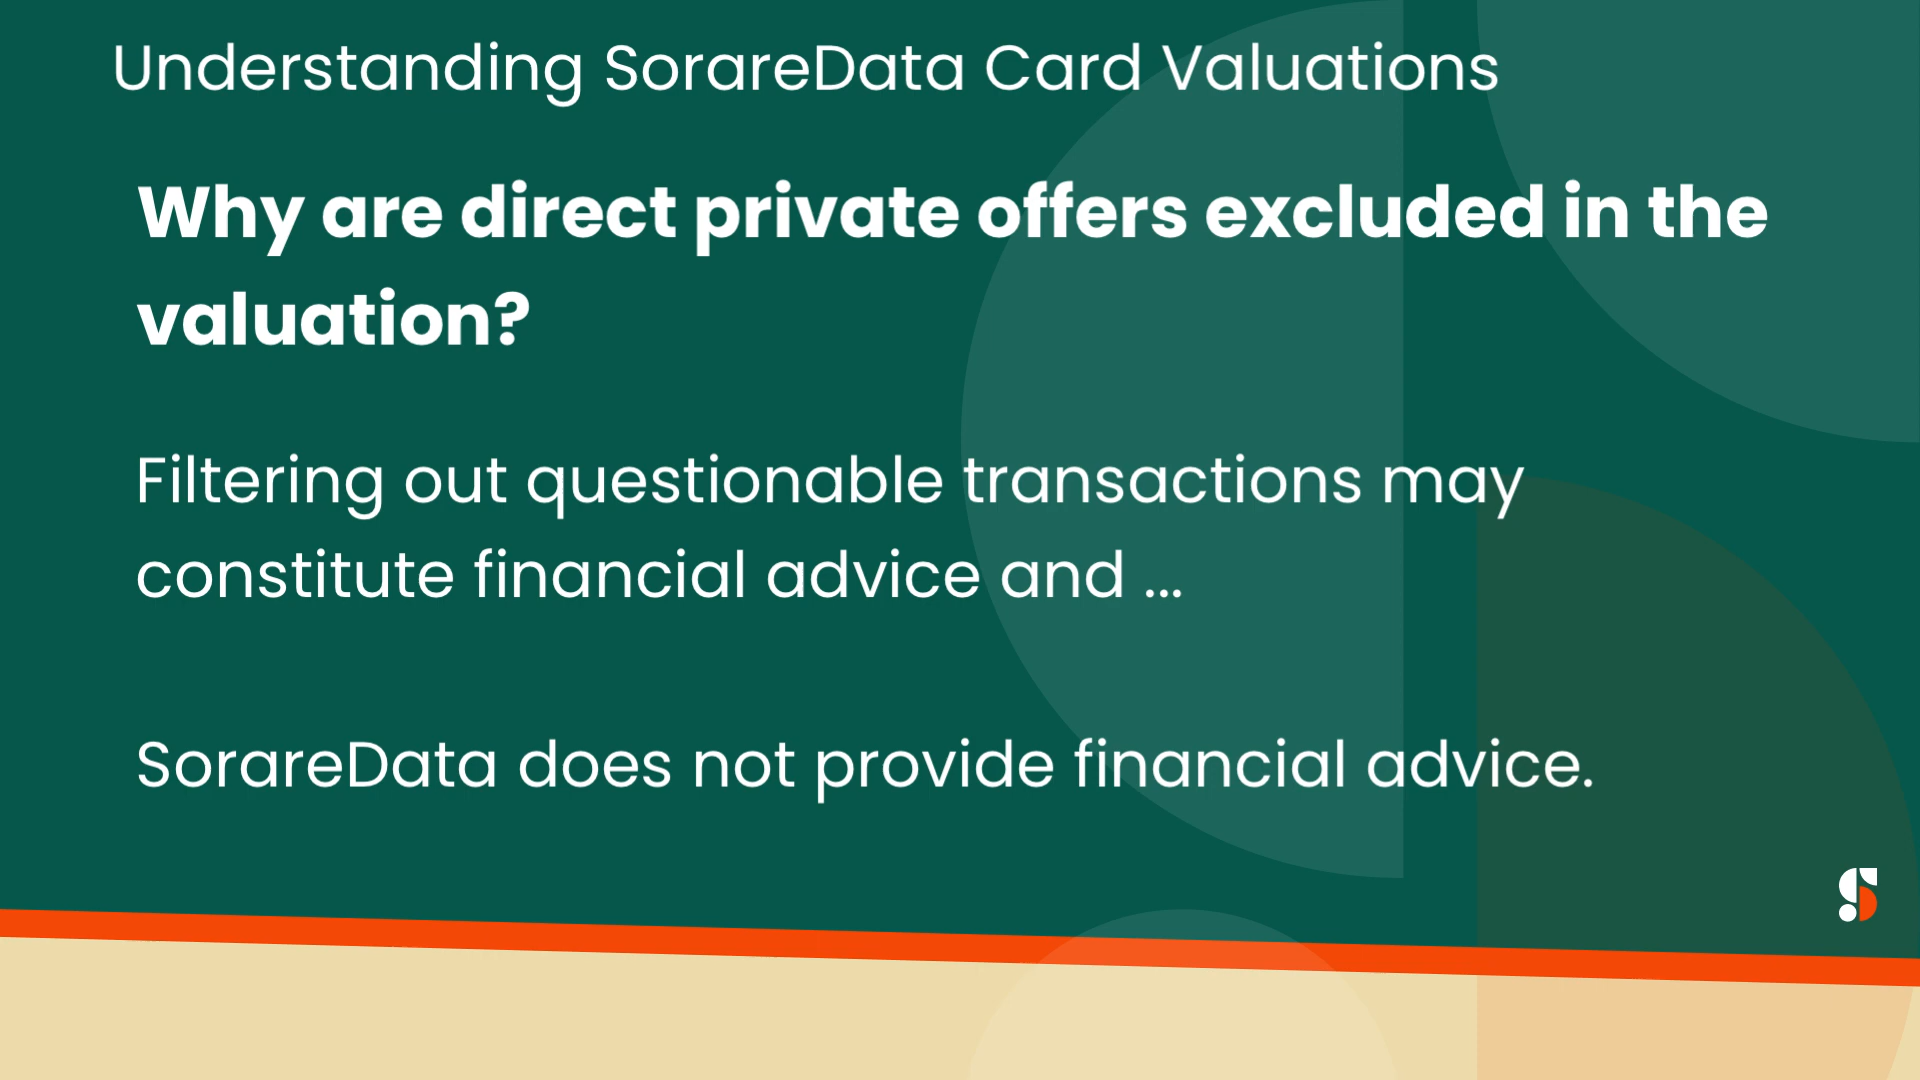 Understanding SorareData Card Valuations
Why are direct private offers excluded in the
valuation?
Filtering out questionable transactions may
constitute financial advice and ...
SorareData does not provide financial advice.